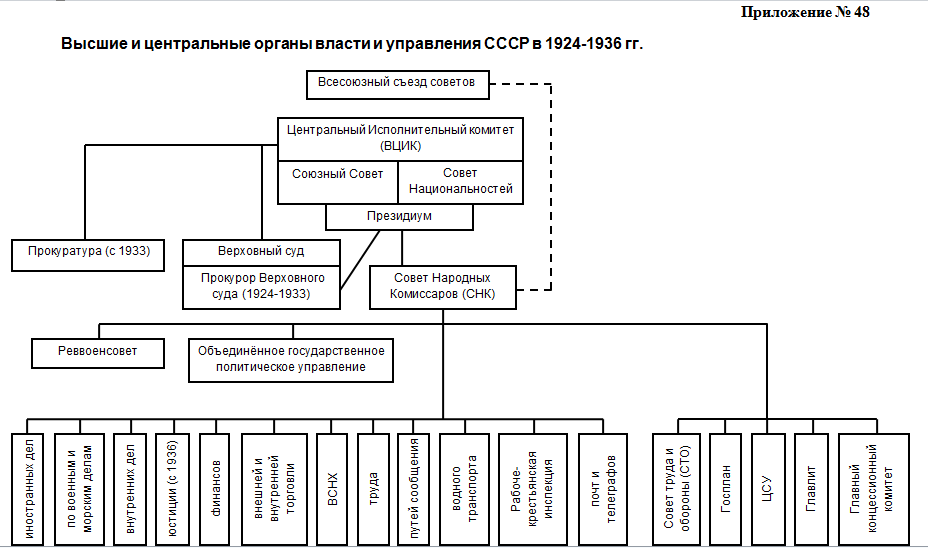 Приложение № 48
Высшие и центральные органы власти и управления СССР в 1924-1936 гг.
Всесоюзный съезд советов
Центральный Исполнительный комитет
(ВЦИК)
Союзный Совет
Совет
Национальностей
Президиум
Прокуратура (с 1933)
Верховный суд
Прокурор Верховного
суда (1924-1933)
Совет Народных
Комиссаров (СНК)
Реввоенсовет
Объединённое государственное
политическое управление
иностранных дел
по военным и
морским делам
внутренних дел
юстиции (с 1936)
финансов
внешней и
внутренней
торговли
ВСНХ
труда
путей сообщения
водного
транспорта
Рабоче-
крестьянская
инспекция
почт и
телеграфов
Совет труда и
обороны (СТО)
Госплан
ЦСУ
Главлит
Главный
концессионный
комитет